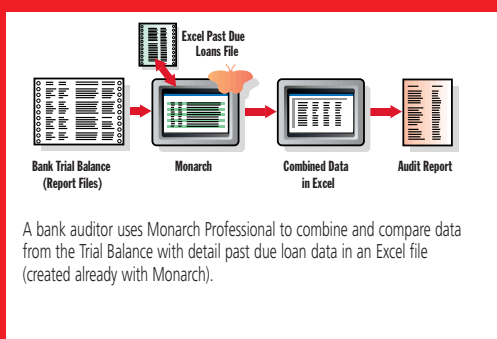 Excel Past Due
Loans File
Bank Trial Balance
(Report Files)
Monarch
Combined Data
in Excel
Audit Report
A bank auditor uses Monarch Professional to combine and compare data
from the Trial Balance with detail past due loan data in an Excel file
(created already with Monarch).